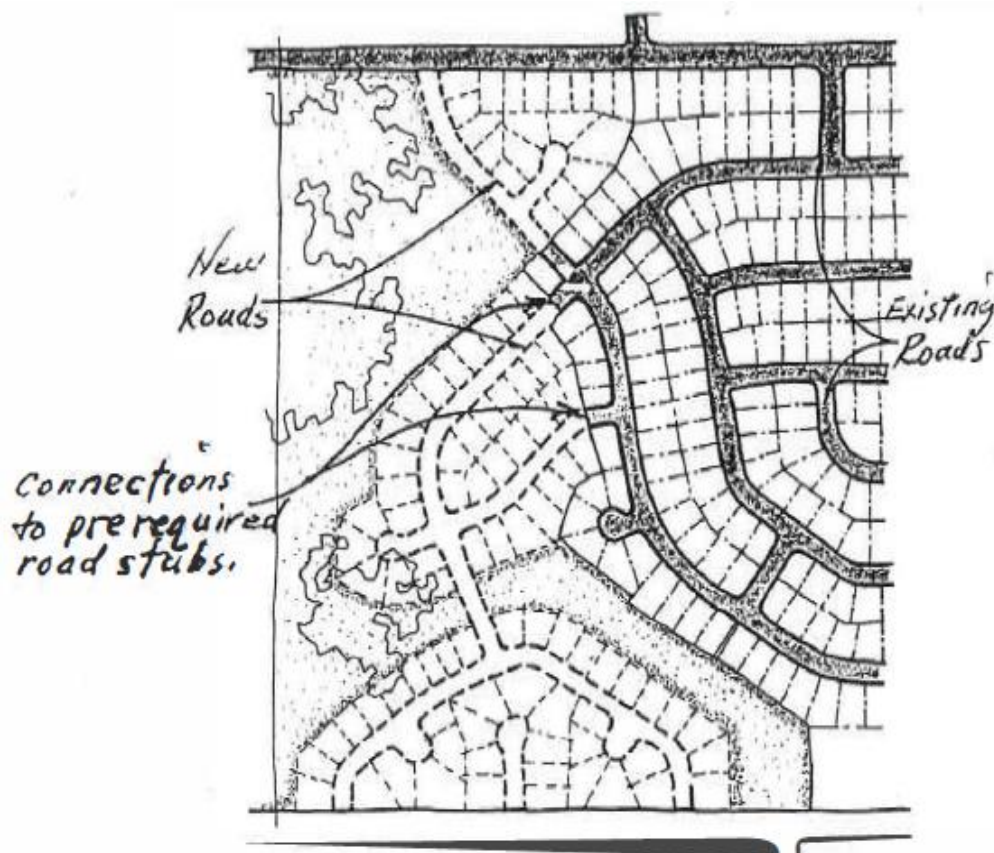 New
Roads
Existing
Roads
connections
to prerequired
road stubs.